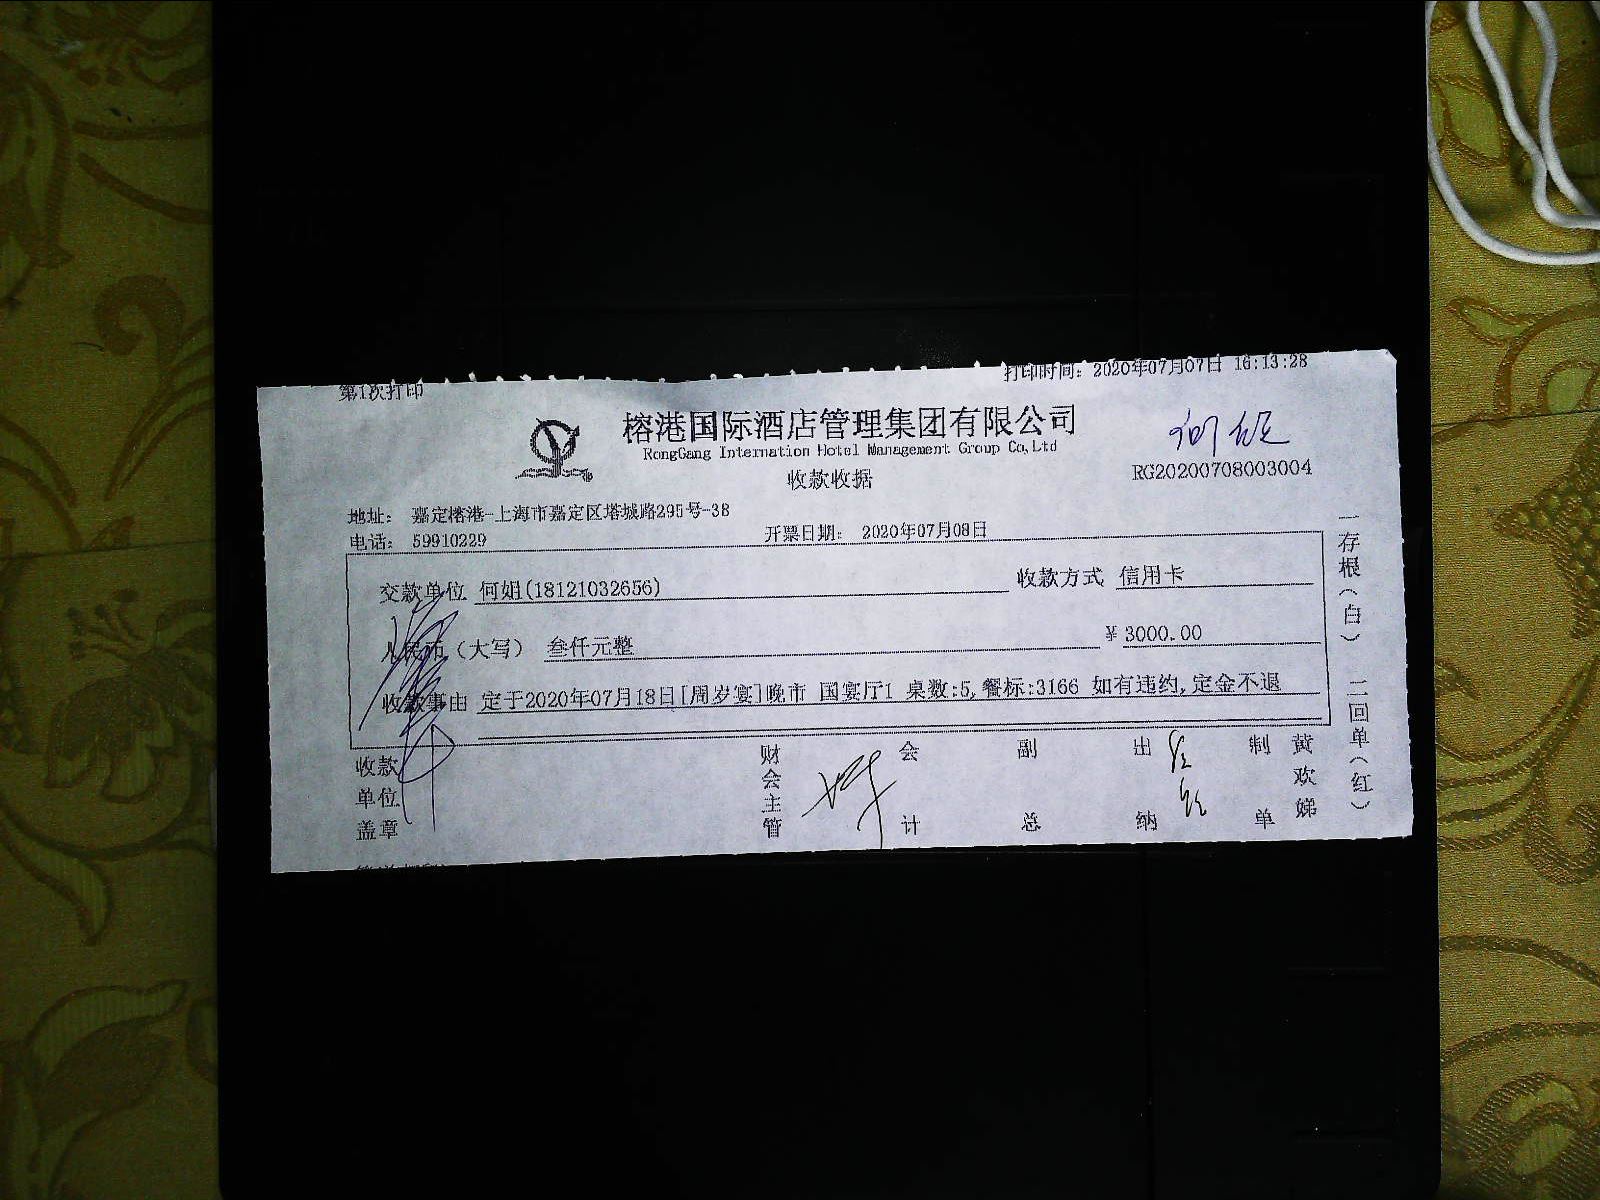 第1次打印 打印时间: 2020年07月07日 16:13:28
榕港国际酒店管理集团有限公司
RongGang Internation Hotel Management Group Co,Ltd
收款收据
RG20200708003004
地址: 嘉定榕港-上海市嘉定区塔城路295号-3B
电话: 59910229 开票日期: 2020年07月08日
交款单位 何姐(18121032656) 收款方式 信用卡
人民币(大写) 叁仟元整 ¥ 3000.00
收款事由 定于2020年07月18日[周岁宴]晚市 国宴厅1 桌数:5,餐标:3166 如有违约,定金不退
收款单位盖章 财会主管 会计 副总 出纳 制单 黄欢娣
一存根(白) 二回单(红)